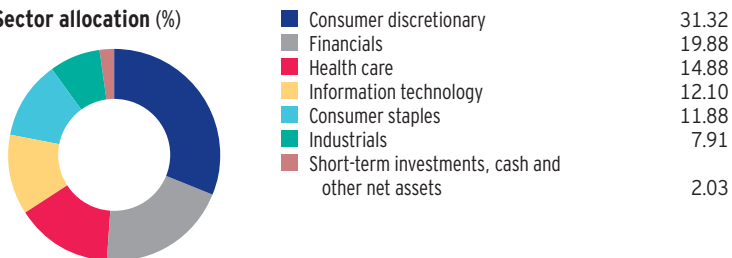 Sector allocation (%)
Consumer discretionary 31.32
Financials 19.88
Health care 14.88
Information technology 12.10
Consumer staples 11.88
Industrials 7.91
Short-term investments, cash and
other net assets 2.03